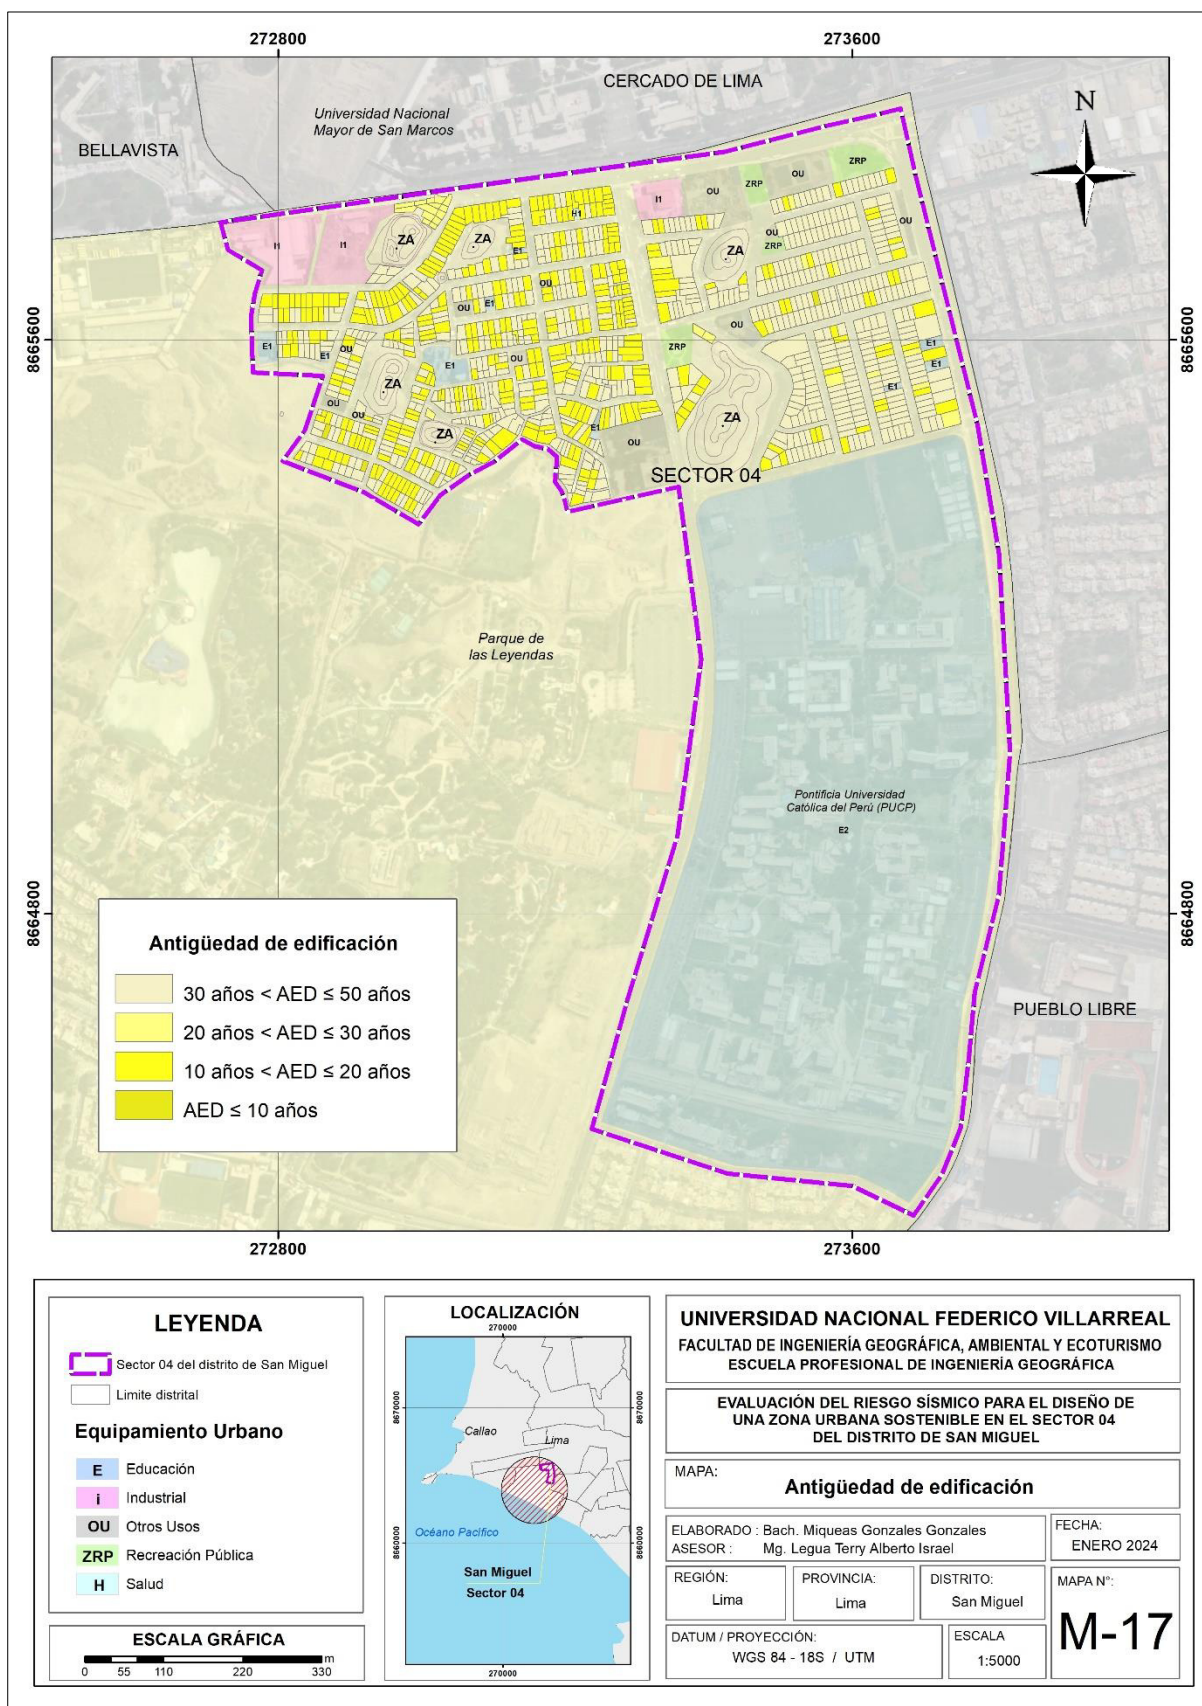 272800
273600
CERCADO DE LIMA
Universidad Nacional
Mayor de San Marcos
BELLAVISTA
N
I1
I1
ZA
ZA
E1
H1
I1
OU
ZRP
OU
ZRP
OU
ZRP
OU
ZA
OU
E1
OU
8665600
8665600
E1
E1
OU
E1
OU
ZRP
OU
E1
E1
E1
ZA
OU
OU
ZA
E1
OU
ZA
SECTOR 04
Parque de
las Leyendas
Pontificia Universidad
Católica del Perú (PUCP)
E2
8664800
8664800
PUEBLO LIBRE
Antigüedad de edificación
30 años < AED ≤ 50 años
20 años < AED ≤ 30 años
10 años < AED ≤ 20 años
AED ≤ 10 años
272800
273600
LEYENDA
Sector 04 del distrito de San Miguel
Limite distrital
Equipamiento Urbano
E Educación
i Industrial
OU Otros Usos
ZRP Recreación Pública
H Salud
ESCALA GRÁFICA
m
0 55 110 220 330
LOCALIZACIÓN
270000
8670000
8670000
Callao
Lima
Océano Pacífico
8660000
8660000
San Miguel
Sector 04
270000
UNIVERSIDAD NACIONAL FEDERICO VILLARREAL
FACULTAD DE INGENIERÍA GEOGRÁFICA, AMBIENTAL Y ECOTURISMO
ESCUELA PROFESIONAL DE INGENIERÍA GEOGRÁFICA
EVALUACIÓN DEL RIESGO SÍSMICO PARA EL DISEÑO DE
UNA ZONA URBANA SOSTENIBLE EN EL SECTOR 04
DEL DISTRITO DE SAN MIGUEL
MAPA:
Antigüedad de edificación
ELABORADO : Bach. Miqueas Gonzales Gonzales
ASESOR : Mg. Legua Terry Alberto Israel
FECHA:
ENERO 2024
REGIÓN:
Lima
PROVINCIA:
Lima
DISTRITO:
San Miguel
MAPA N°:
M-17
DATUM / PROYECCIÓN:
WGS 84 - 18S / UTM
ESCALA
1:5000